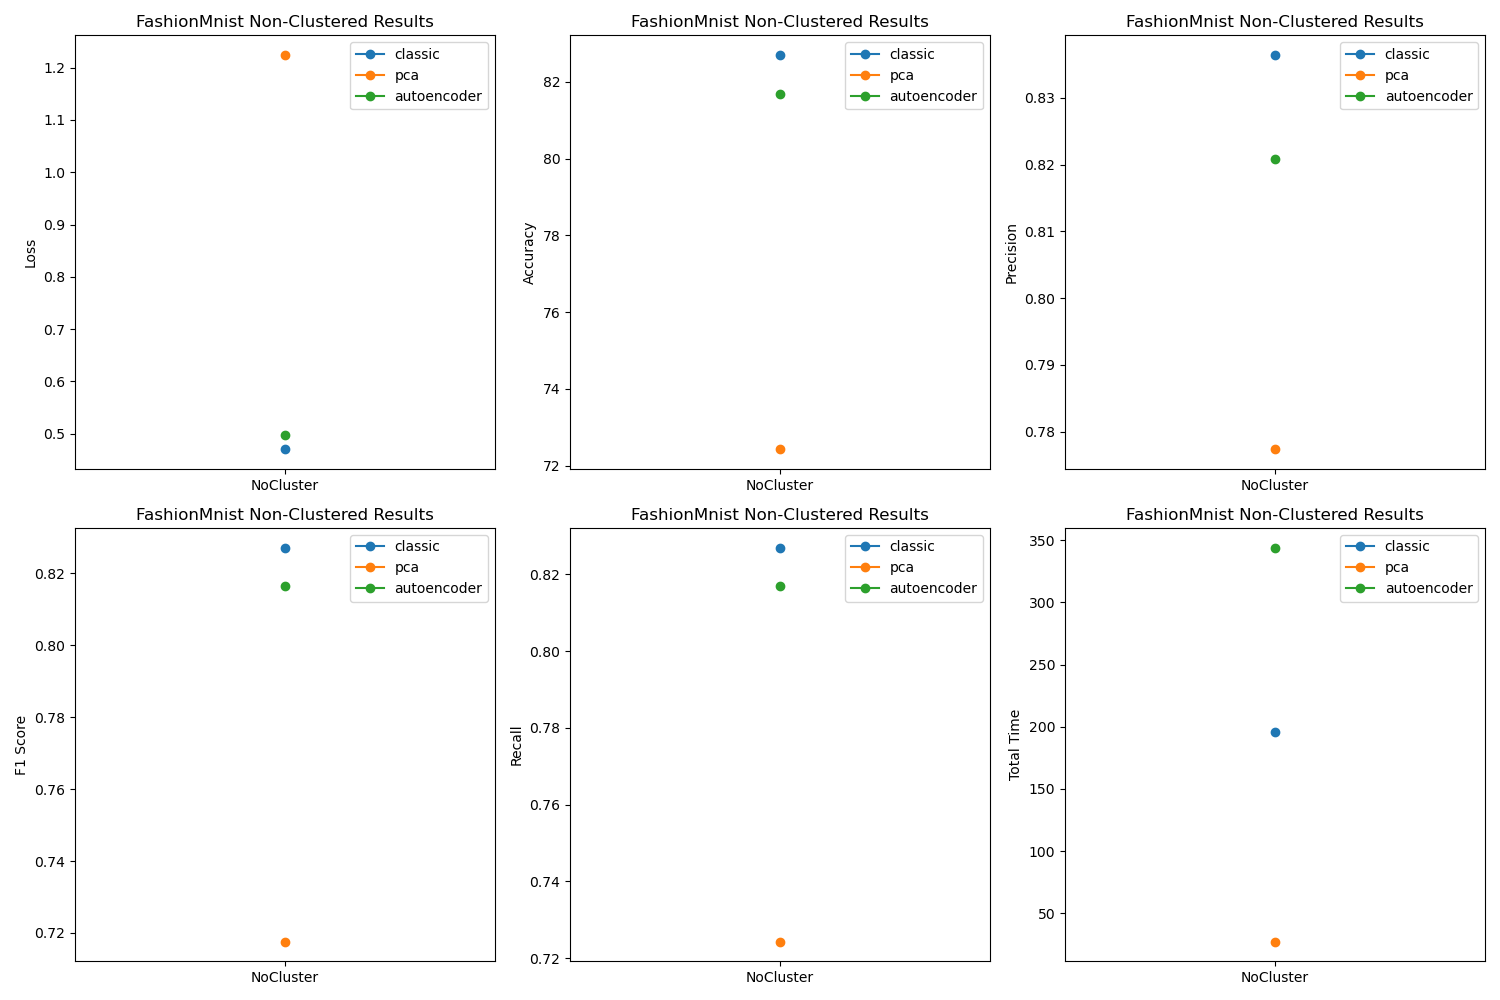 FashionMnist Non-Clustered Results
classic
pca
autoencoder
1.2
1.1
1.0
0.9
0.8
0.7
0.6
0.5
Loss
NoCluster
FashionMnist Non-Clustered Results
classic
pca
autoencoder
82
80
78
76
74
72
Accuracy
NoCluster
FashionMnist Non-Clustered Results
classic
pca
autoencoder
0.83
0.82
0.81
0.80
0.79
0.78
Precision
NoCluster
FashionMnist Non-Clustered Results
classic
pca
autoencoder
0.82
0.80
0.78
0.76
0.74
0.72
F1 Score
NoCluster
FashionMnist Non-Clustered Results
classic
pca
autoencoder
0.82
0.80
0.78
0.76
0.74
0.72
Recall
NoCluster
FashionMnist Non-Clustered Results
classic
pca
autoencoder
350
300
250
200
150
100
50
Total Time
NoCluster